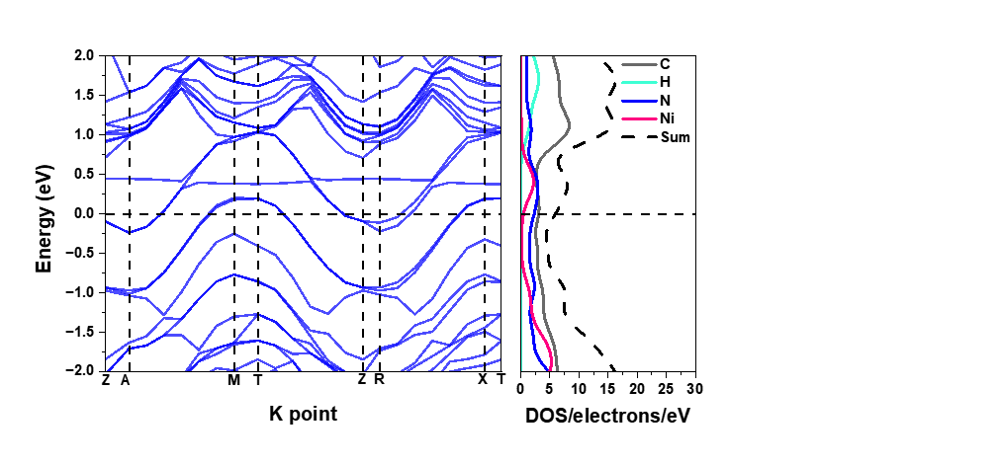 2.0
1.5
1.0
0.5
0.0
−0.5
−1.0
−1.5
−2.0
Energy (eV)
Z A M T Z R X T
K point
C
H
N
Ni
Sum
0 5 10 15 20 25 30
DOS/electrons/eV